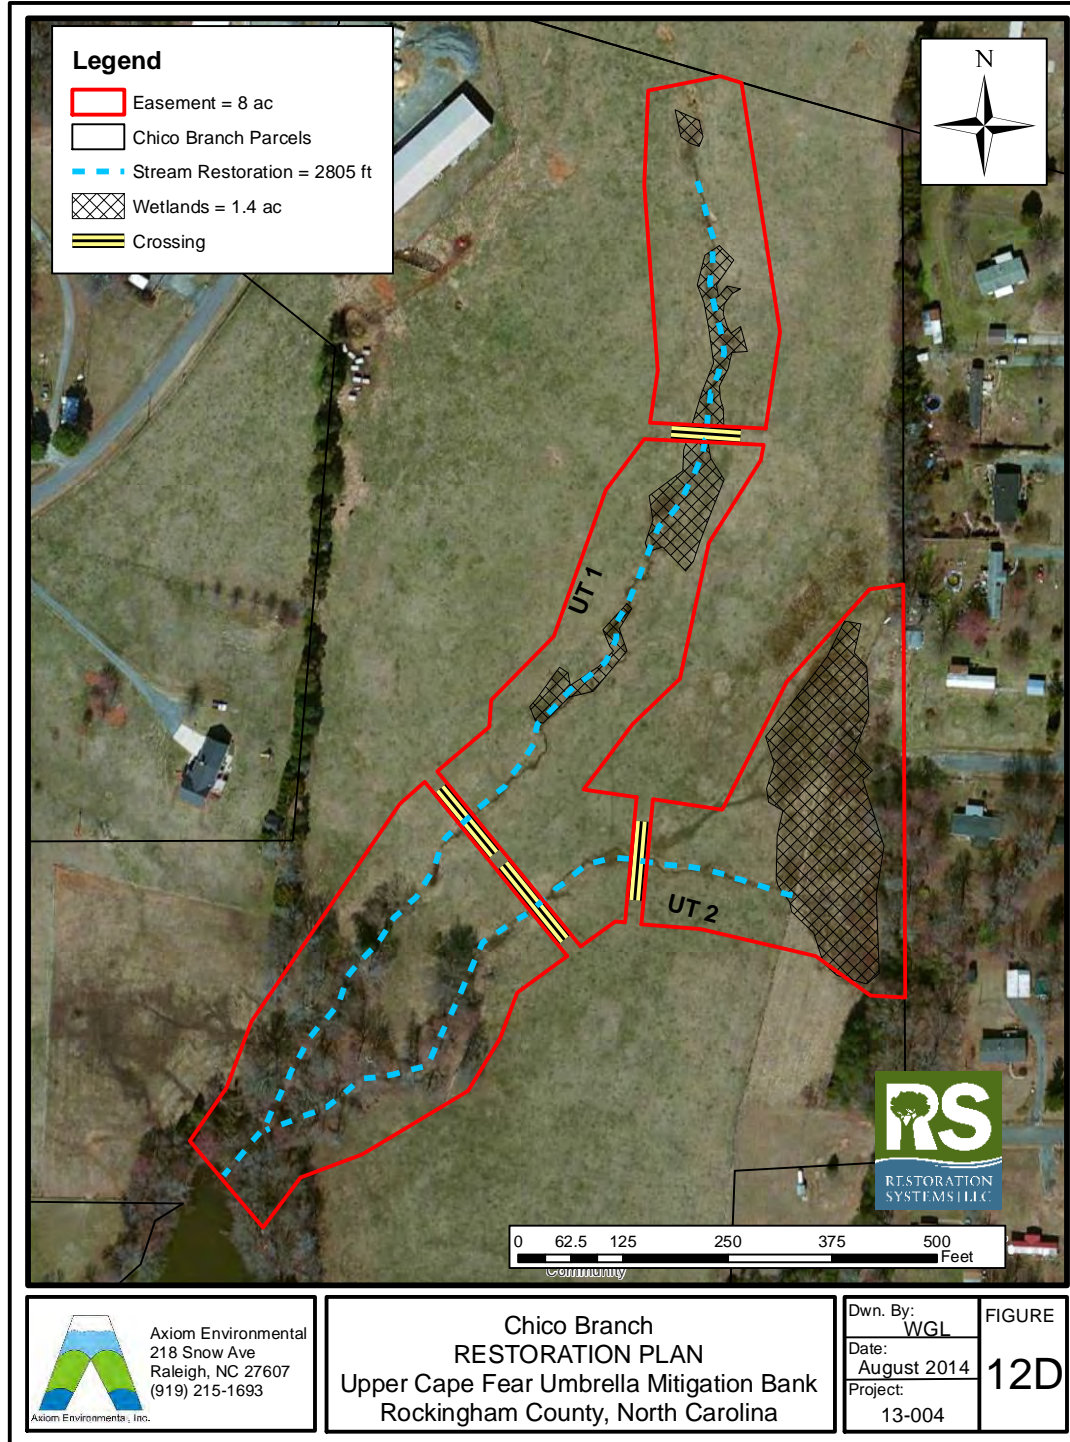 Legend
Easement = 8 ac
Chico Branch Parcels
Stream Restoration = 2805 ft
Wetlands = 1.4 ac
Crossing
N
UT 1
UT 2
RS
RESTORATION
SYSTEMS | LLC
0 62.5 125 250 375 500
Feet
Community
Axiom Environmental, Inc.
Axiom Environmental
218 Snow Ave
Raleigh, NC 27607
(919) 215-1693
Chico Branch
RESTORATION PLAN
Upper Cape Fear Umbrella Mitigation Bank
Rockingham County, North Carolina
Dwn. By:
WGL
Date:
August 2014
Project:
13-004
FIGURE
12D